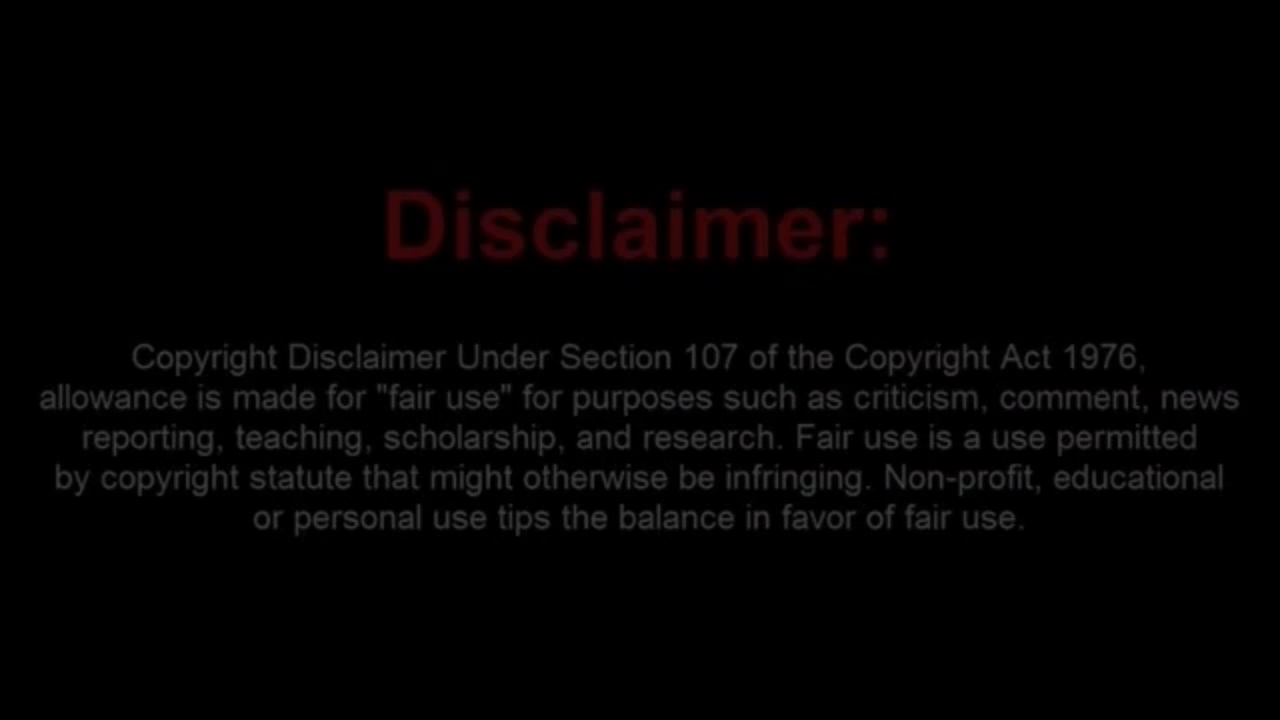 Disclaimer:
Copyright Disclaimer Under Section 107 of the Copyright Act 1976,
allowance is made for "fair use" for purposes such as criticism, comment, news
reporting, teaching, scholarship, and research. Fair use is a use permitted
by copyright statute that might otherwise be infringing. Non-profit, educational
or personal use tips the balance in favor of fair use.